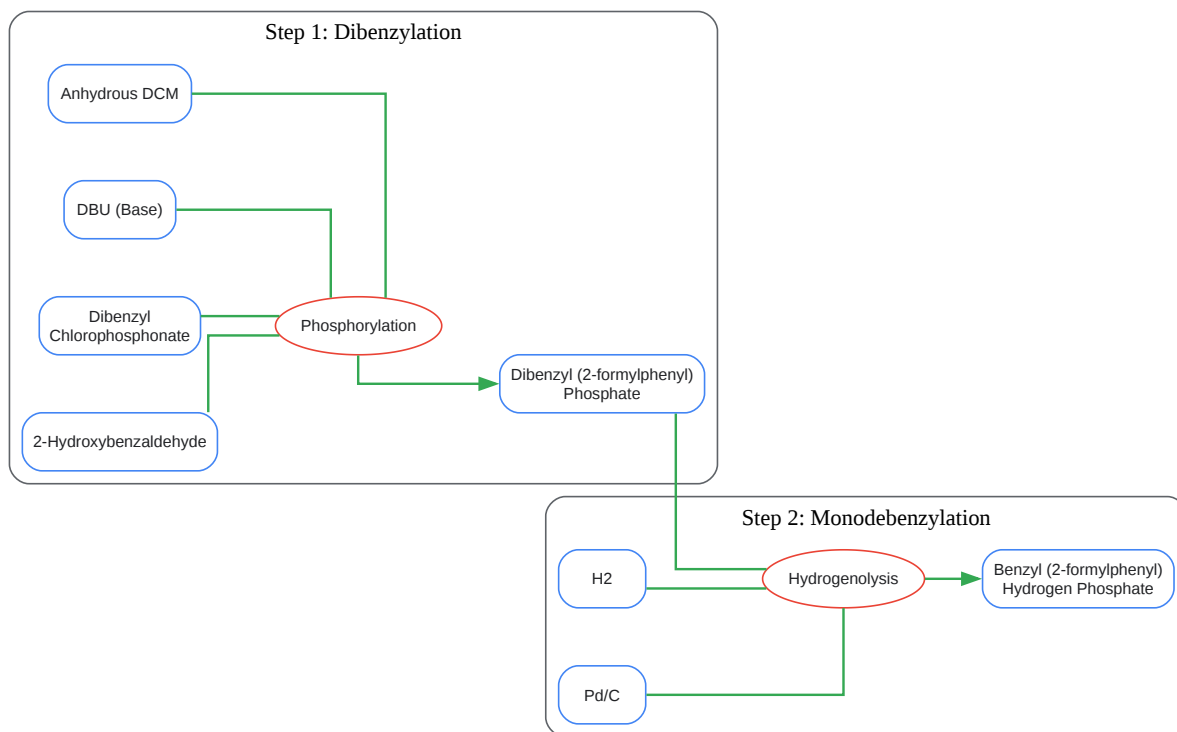 Step 1: Dibenzylation
Anhydrous DCM
DBU (Base)
Dibenzyl
Chlorophosphonate
Phosphorylation
Dibenzyl (2-formylphenyl)
Phosphate
2-Hydroxybenzaldehyde
Step 2: Monodebenzylation
H2
Hydrogenolysis
Benzyl (2-formylphenyl)
Hydrogen Phosphate
Pd/C